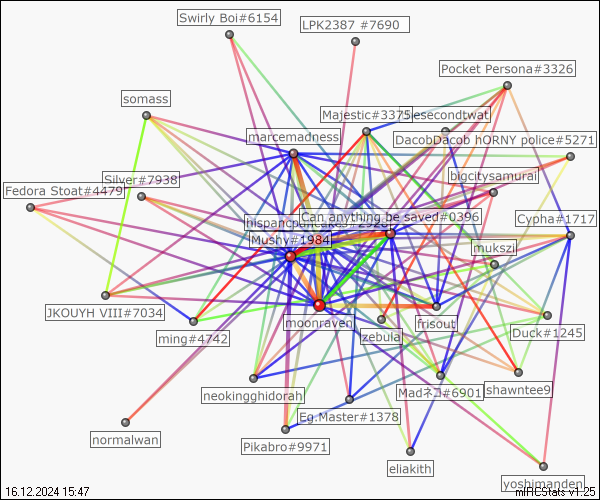 Swirly Boi#6154
LPK2387 #7690
Pocket Persona#3326
somass
Majestic#3375
lesecondtwat
marcemadness
DacobDacob hORNY police#5271
Silver#7938
bigcitysamurai
Fedora Stoat#4479
Can anything be saved#0396
Cypha#1717
Mushy#1984
mukszi
JKOUYH VIII#7034
moonraven
frisout
ming#4742
zebula
Duck#1245
neokingghidorah
Madネコ#6901
shawntee9
Eg.Master#1378
normalwan
Pikabro#9971
eliakith
yoshimanden
16.12.2024 15:47
mIRCStats v1.25